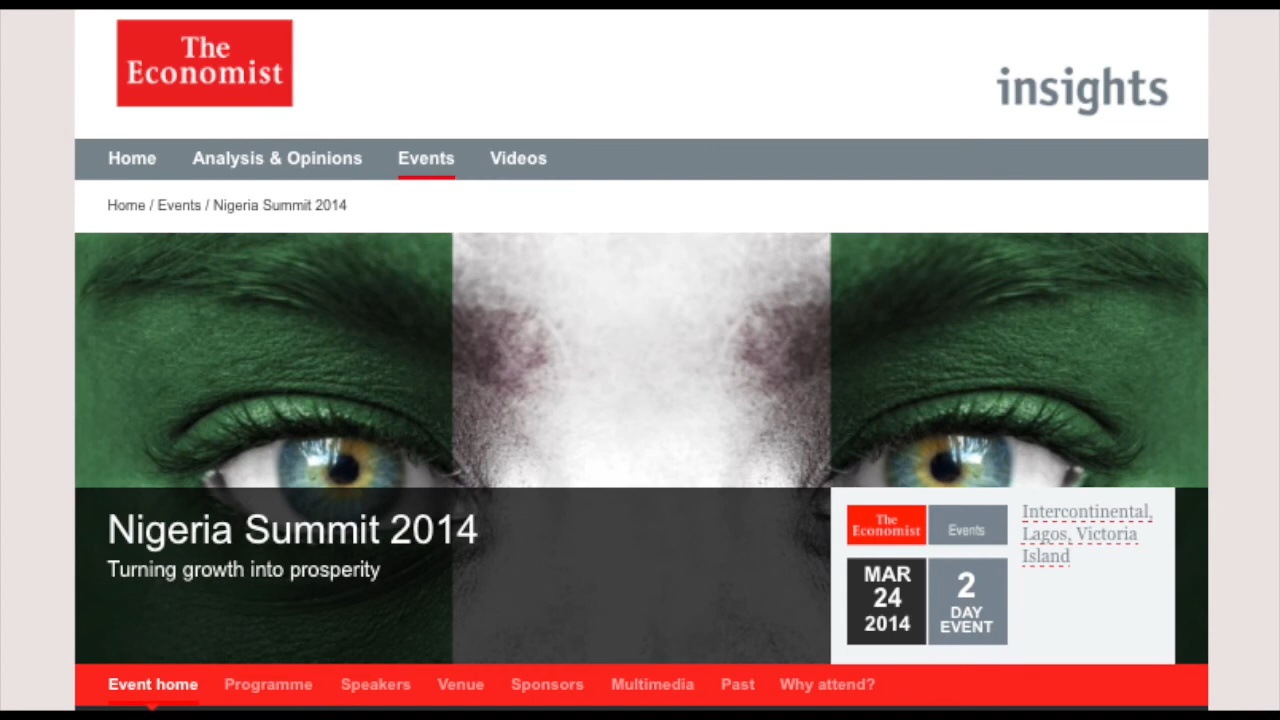 The
Economist
insights
Home Analysis & Opinions Events Videos
Home / Events / Nigeria Summit 2014
Nigeria Summit 2014
Turning growth into prosperity
The
Economist
Events
Intercontinental,
Lagos, Victoria
Island
MAR
24
2014
2
DAY
EVENT
Event home Programme Speakers Venue Sponsors Multimedia Past Why attend?